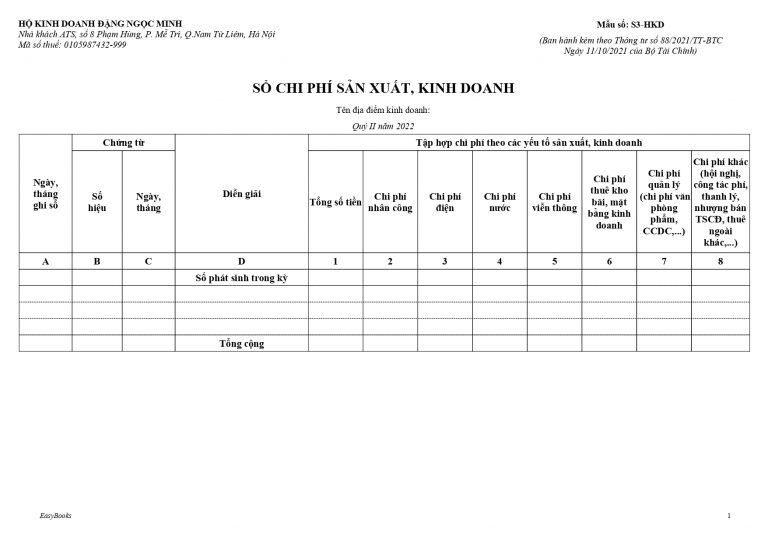 HỘ KINH DOANH ĐẶNG NGỌC MINH
Nhà khách ATS, số 8 Phạm Hùng, P. Mễ Trì, Q.Nam Từ Liêm, Hà Nội
Mã số thuế: 0105987432-999
Mẫu số: S3-HKD
(Ban hành kèm theo Thông tư số 88/2021/TT-BTC
Ngày 11/10/2021 của Bộ Tài Chính)
SỔ CHI PHÍ SẢN XUẤT, KINH DOANH
Tên địa điểm kinh doanh:
Quý II năm 2022
Ngày,
tháng
ghi sổ
Chứng từ
Số
hiệu
Ngày,
tháng
Diễn giải
Tập hợp chi phí theo các yếu tố sản xuất, kinh doanh
Tổng số tiền
Chi phí
nhân công
Chi phí
điện
Chi phí
nước
Chi phí
viễn thông
Chi phí
thuê kho
bãi, mặt
bằng kinh
doanh
Chi phí
quản lý
(chi phí văn
phòng
phẩm,
CCDC,...)
Chi phí khác
(hội nghị,
công tác phí,
thanh lý,
nhượng bán
TSCĐ, thuê
ngoài
khác,...)
A B C D 1 2 3 4 5 6 7 8
Số phát sinh trong kỳ
Tổng cộng
EasyBooks 1